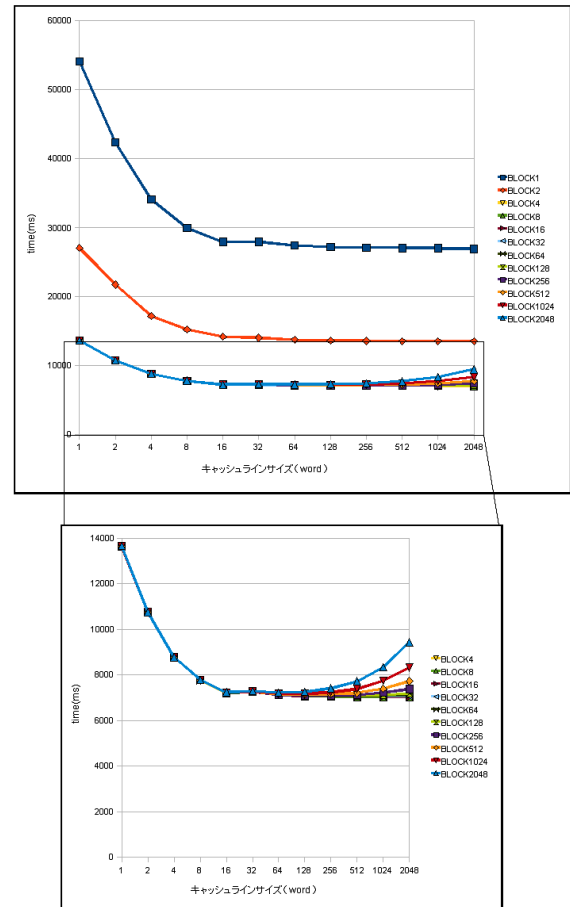 60000
50000
40000
30000
20000
10000
0
time(ms)
1 2 4 8 16 32 64 128 256 512 1024 2048
キャッシュラインサイズ(word)
BLOCK1
BLOCK2
BLOCK4
BLOCK8
BLOCK16
BLOCK32
BLOCK64
BLOCK128
BLOCK256
BLOCK512
BLOCK1024
BLOCK2048
14000
12000
10000
8000
6000
4000
2000
0
time(ms)
1 2 4 8 16 32 64 128 256 512 1024 2048
キャッシュラインサイズ(word)
BLOCK4
BLOCK8
BLOCK16
BLOCK32
BLOCK64
BLOCK128
BLOCK256
BLOCK512
BLOCK1024
BLOCK2048